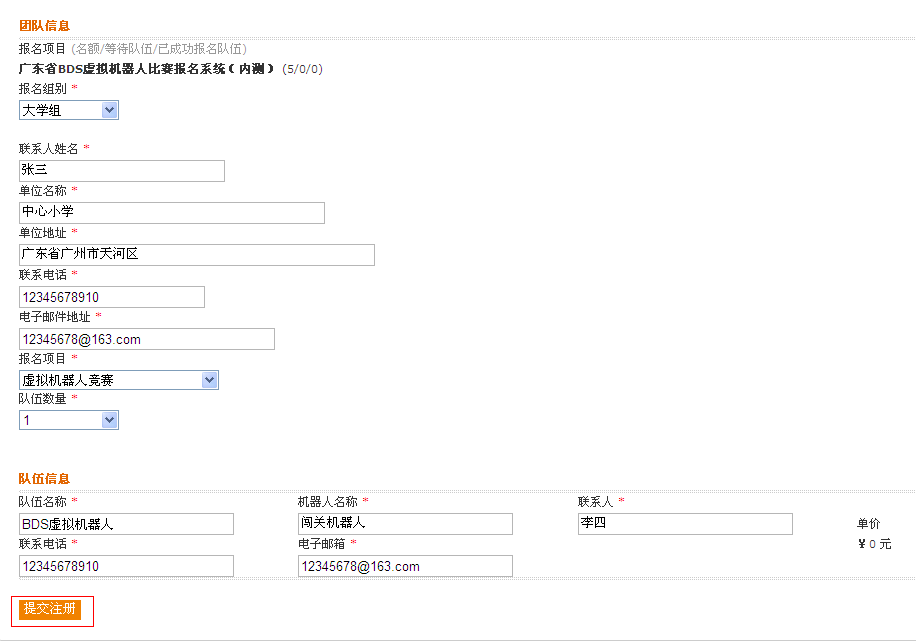 团队信息
报名项目 (名额/等待队伍/已成功报名队伍)
广东省BDS虚拟机器人比赛报名系统(内测) (5/0/0)
报名组别 *
大学组
联系人姓名 *
张三
单位名称 *
中心小学
单位地址 *
广东省广州市天河区
联系电话 *
12345678910
电子邮件地址 *
12345678@163.com
报名项目 *
虚拟机器人竞赛
队伍数量 *
1
队伍信息
队伍名称 * 机器人名称 * 联系人 *
BDS虚拟机器人 闯关机器人 李四 单价
联系电话 * 电子邮箱 * ¥ 0 元
12345678910 12345678@163.com
提交注册